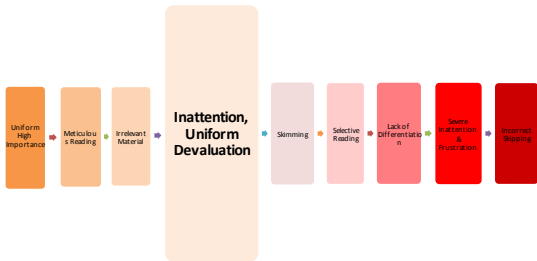 Uniform
High
Importance
Meticulou
s Reading
Irrelevant
Material
Inattention,
Uniform
Devaluation
Skimming
Selective
Reading
Lack of
Differentiatio
n
Severe
Inattention
&
Frustration
Incorrect
Skipping